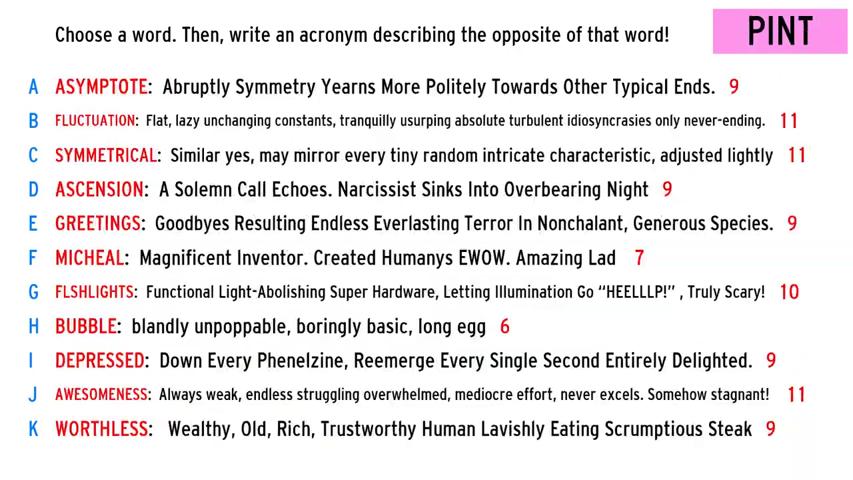 Choose a word. Then, write an acronym describing the opposite of that word!
PINT
A ASYMPTOTE: Abruptly Symmetry Yearns More Politely Towards Other Typical Ends. 9
B FLUCTUATION: Flat, lazy unchanging constants, tranquilly usurping absolute turbulent idiosyncrasies only never-ending. 11
C SYMMETRICAL: Similar yes, may mirror every tiny random intricate characteristic, adjusted lightly 11
D ASCENSION: A Solemn Call Echoes. Narcissist Sinks Into Overbearing Night 9
E GREETINGS: Goodbyes Resulting Endless Everlasting Terror In Nonchalant, Generous Species. 9
F MICHEAL: Magnificent Inventor. Created Humanys EWOW. Amazing Lad 7
G FLSHLIGHTS: Functional Light-Abolishing Super Hardware, Letting Illumination Go “HEELLLP!” , Truly Scary! 10
H BUBBLE: blandly unpoppable, boringly basic, long egg 6
I DEPRESSED: Down Every Phenelzine, Reemerge Every Single Second Entirely Delighted. 9
J AWESOMENESS: Always weak, endless struggling overwhelmed, mediocre effort, never excels. Somehow stagnant! 11
K WORTHLESS: Wealthy, Old, Rich, Trustworthy Human Lavishly Eating Scrumptious Steak 9